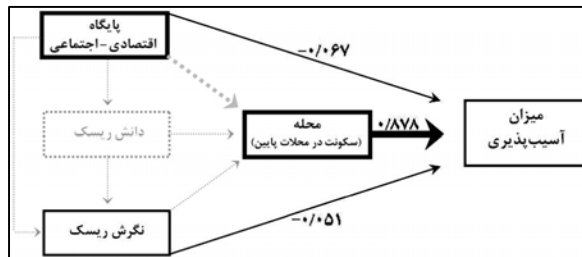 پایگاه
اقتصادی-اجتماعی
-۰/۰۶۷
دانش ریسک
محله
(سکونت در محلات پایین)
۰/۸۷۸
میزان
آسیب‌پذیری
نگرش ریسک
-۰/۰۵۱